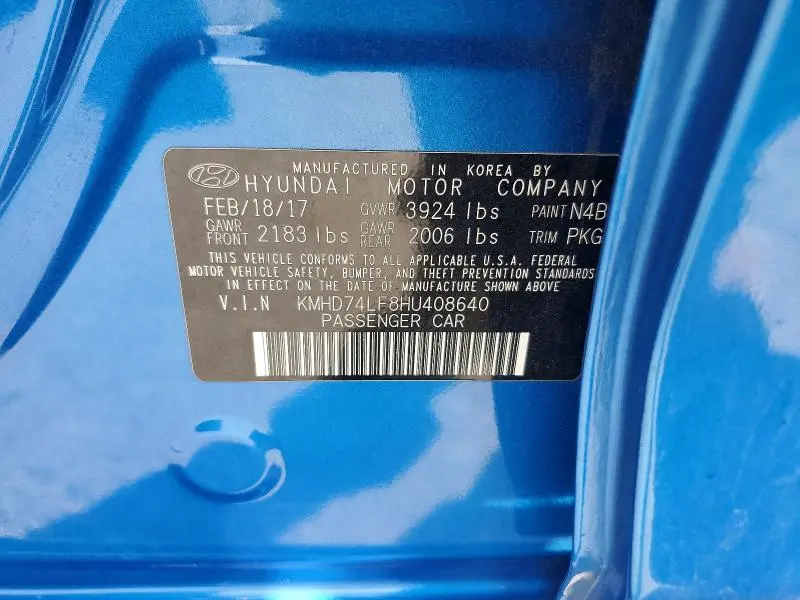 MANUFACTURED IN KOREA BY
HYUNDAI MOTOR COMPANY
FEB/18/17 GVWR 3924 lbs PAINT N4B
GAWR FRONT 2183 lbs GAWR REAR 2006 lbs TRIM PKG
THIS VEHICLE CONFORMS TO ALL APPLICABLE U.S.A. FEDERAL
MOTOR VEHICLE SAFETY, BUMPER, AND THEFT PREVENTION STANDARDS
IN EFFECT ON THE DATE OF MANUFACTURE SHOWN ABOVE
V.I.N KMHD74LF8HU408640
PASSENGER CAR